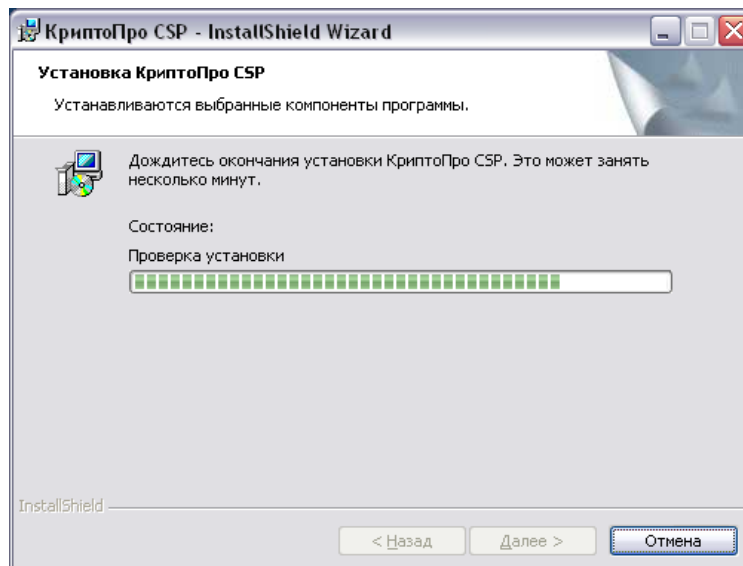 КриптоПро CSP - InstallShield Wizard
Установка КриптоПро CSP
Устанавливаются выбранные компоненты программы.
Дождитесь окончания установки КриптоПро CSP. Это может занять
несколько минут.
Состояние:
Проверка установки
InstallShield
< Назад
Далее >
Отмена